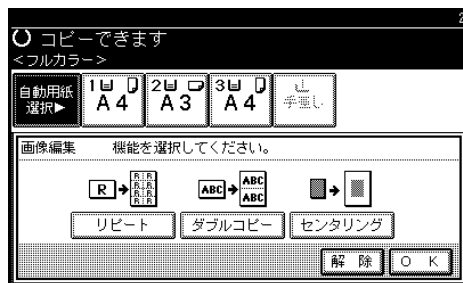 2
コピーできます
<フルカラー>
自動用紙 1 2 3
選択▶ A4 A3 A4 手差し
画像編集 機能を選択してください。
R R|R ABC ABC
R|R ABC
R|R
リピート ダブルコピー センタリング
解除 OK